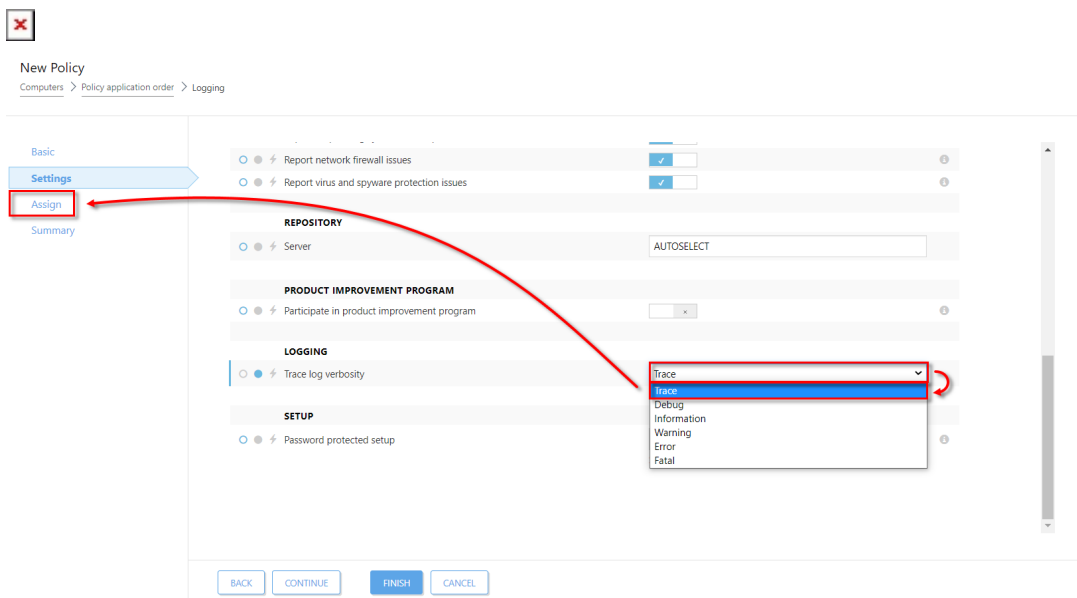 New Policy
Computers > Policy application order > Logging
Basic
Settings
Assign
Summary
Report network firewall issues
Report virus and spyware protection issues
REPOSITORY
Server AUTOSELECT
PRODUCT IMPROVEMENT PROGRAM
Participate in product improvement program
LOGGING
Trace log verbosity Trace
Trace
Debug
Information
Warning
Error
Fatal
SETUP
Password protected setup
BACK CONTINUE FINISH CANCEL